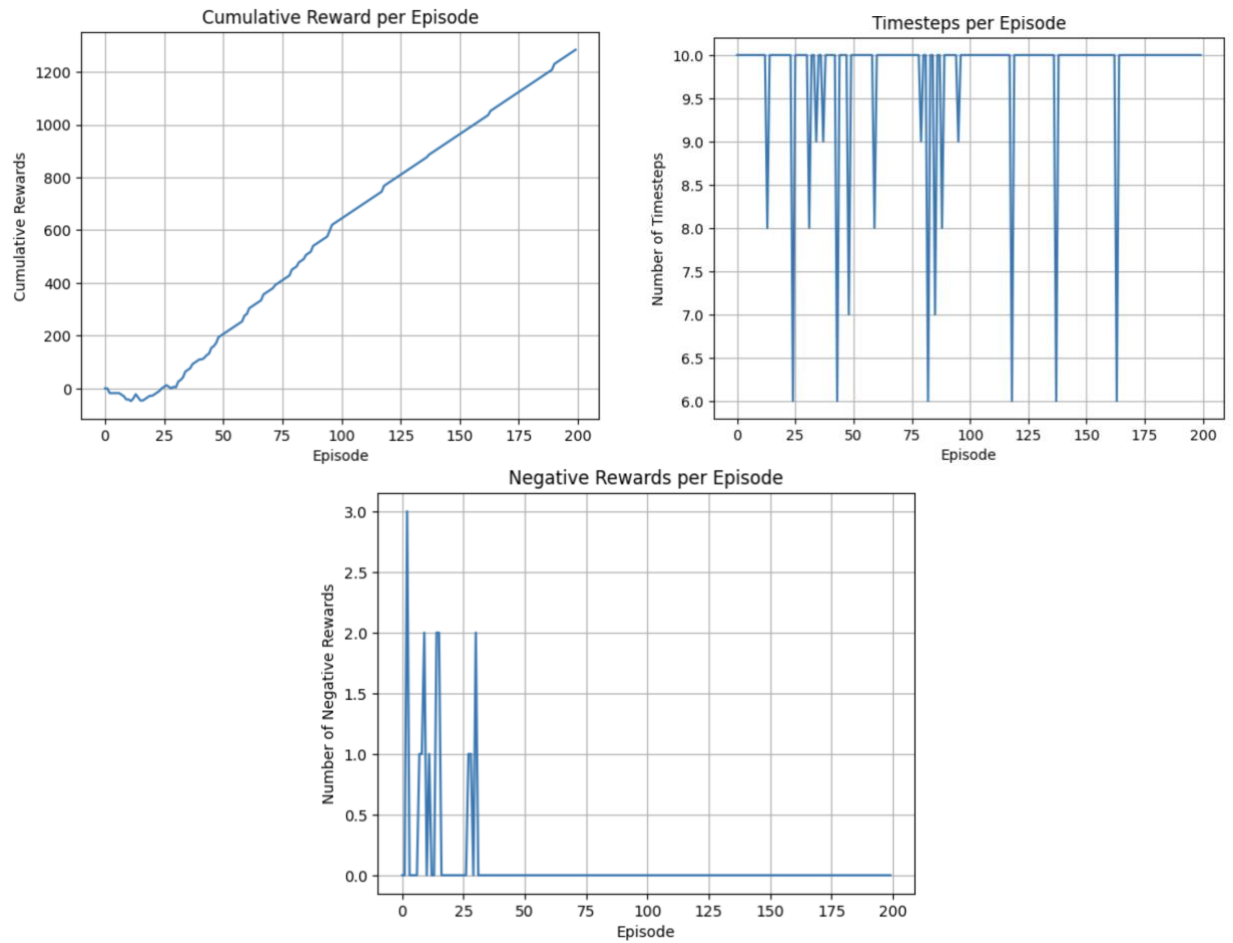 Cumulative Reward per Episode
Cumulative Rewards
1200
1000
800
600
400
200
0
0 25 50 75 100 125 150 175 200
Episode
Timesteps per Episode
Number of Timesteps
10.0
9.5
9.0
8.5
8.0
7.5
7.0
6.5
6.0
0 25 50 75 100 125 150 175 200
Episode
Negative Rewards per Episode
Number of Negative Rewards
3.0
2.5
2.0
1.5
1.0
0.5
0.0
0 25 50 75 100 125 150 175 200
Episode